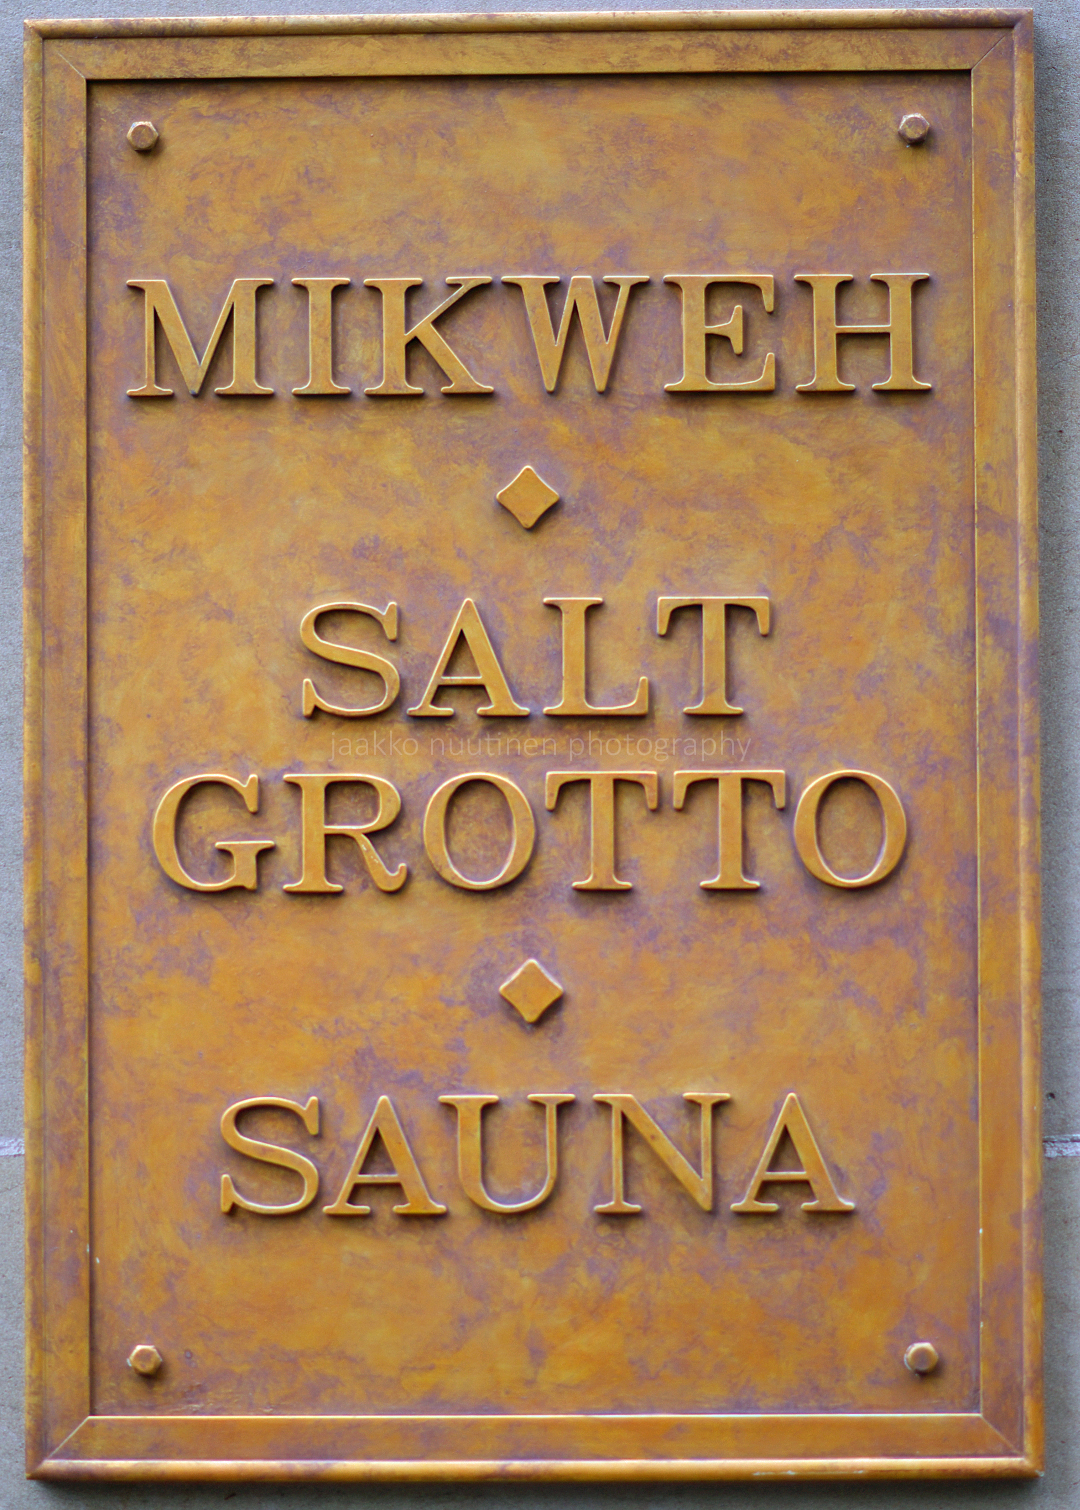 MIKWEH
SALT
jaakko nuutinen photography
GROTTO
SAUNA